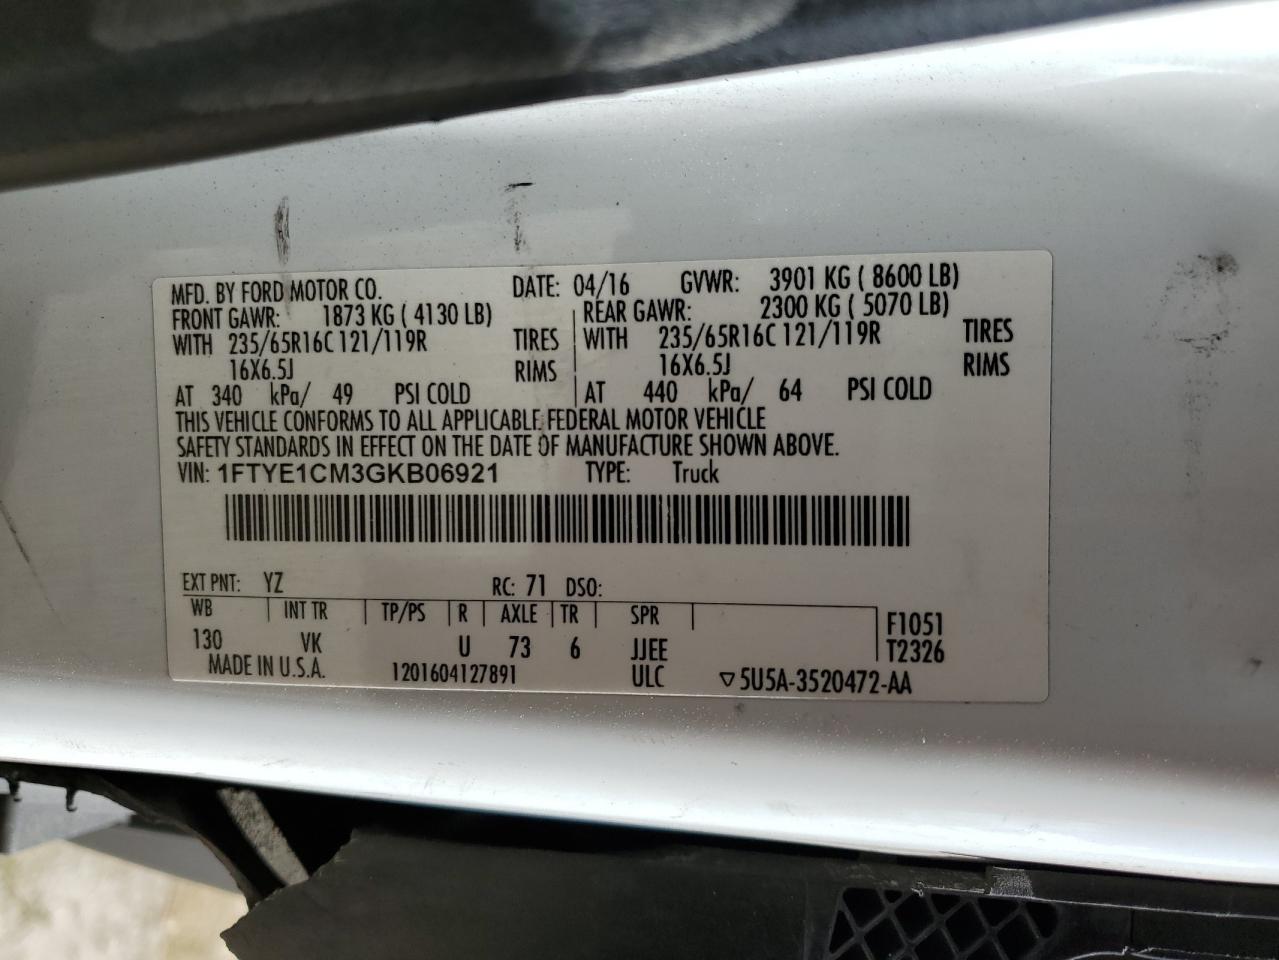 MFD. BY FORD MOTOR CO. DATE: 04/16 GVWR: 3901 KG ( 8600 LB)
FRONT GAWR: 1873 KG ( 4130 LB) REAR GAWR: 2300 KG ( 5070 LB)
WITH 235/65R16C 121/119R TIRES WITH 235/65R16C 121/119R TIRES
16X6.5J RIMS 16X6.5J RIMS
AT 340 kPa/ 49 PSI COLD AT 440 kPa/ 64 PSI COLD
THIS VEHICLE CONFORMS TO ALL APPLICABLE FEDERAL MOTOR VEHICLE
SAFETY STANDARDS IN EFFECT ON THE DATE OF MANUFACTURE SHOWN ABOVE.
VIN: 1FTYE1CM3GKB06921 TYPE: Truck
EXT PNT: YZ RC: 71 DSO:
WB INT TR TP/PS R AXLE TR SPR F1051
130 VK U 73 6 JJEE T2326
MADE IN U.S.A. 1201604127891 ULC ▽5U5A-3520472-AA